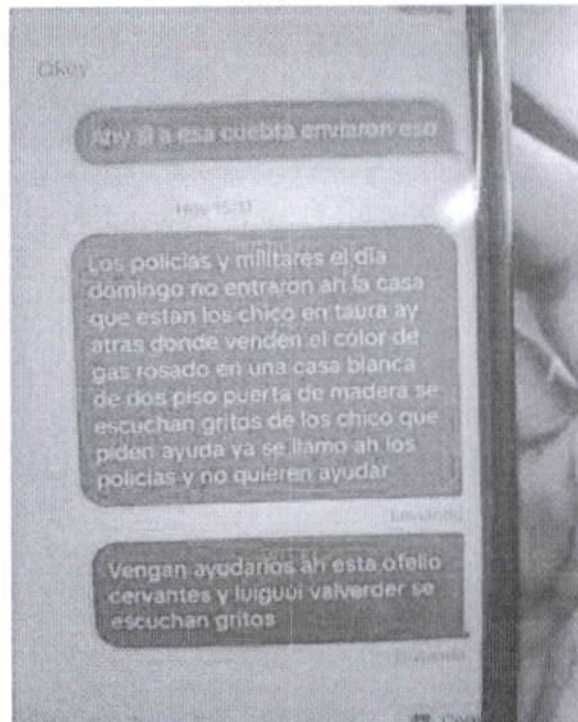 Okey
Any si a esa cuebta enviaron eso
Los policias y militares el dia
domingo no entraron ah la casa
que estan los chico en taura ay
atras donde venden el color de
gas rosado en una casa blanca
de dos piso puerta de madera se
escuchan gritos de los chico que
piden ayuda ya se llamo ah los
policias y no quieren ayudar
Vengan ayudarlos ah esta ofelio
cervantes y luiguui valverder se
escuchan gritos